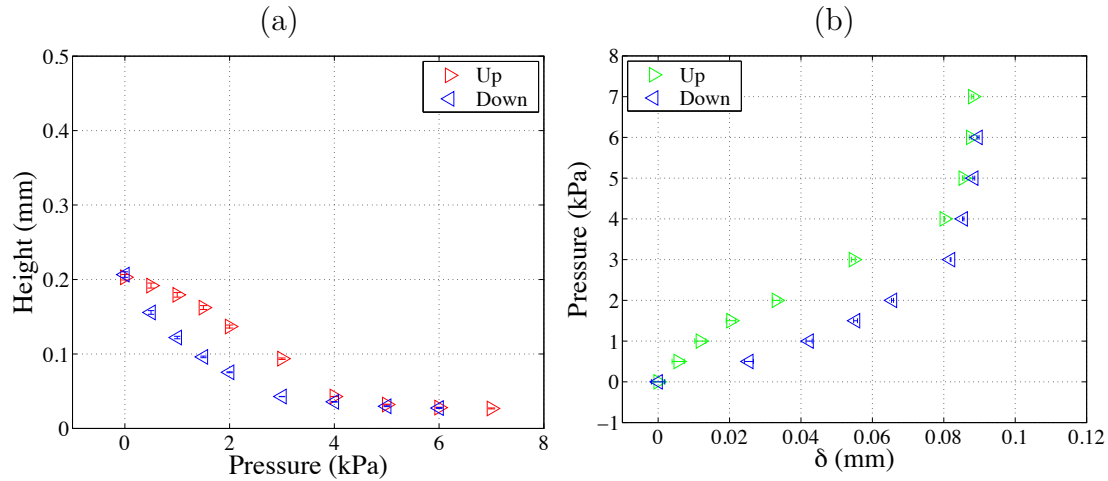 (a)
0.5
0.4
0.3
0.2
0.1
0
Height (mm)
0
2
4
6
8
Pressure (kPa)
Up
Down
(b)
8
7
6
5
4
3
2
1
0
−1
Pressure (kPa)
0
0.02
0.04
0.06
0.08
0.1
0.12
δ (mm)
Up
Down